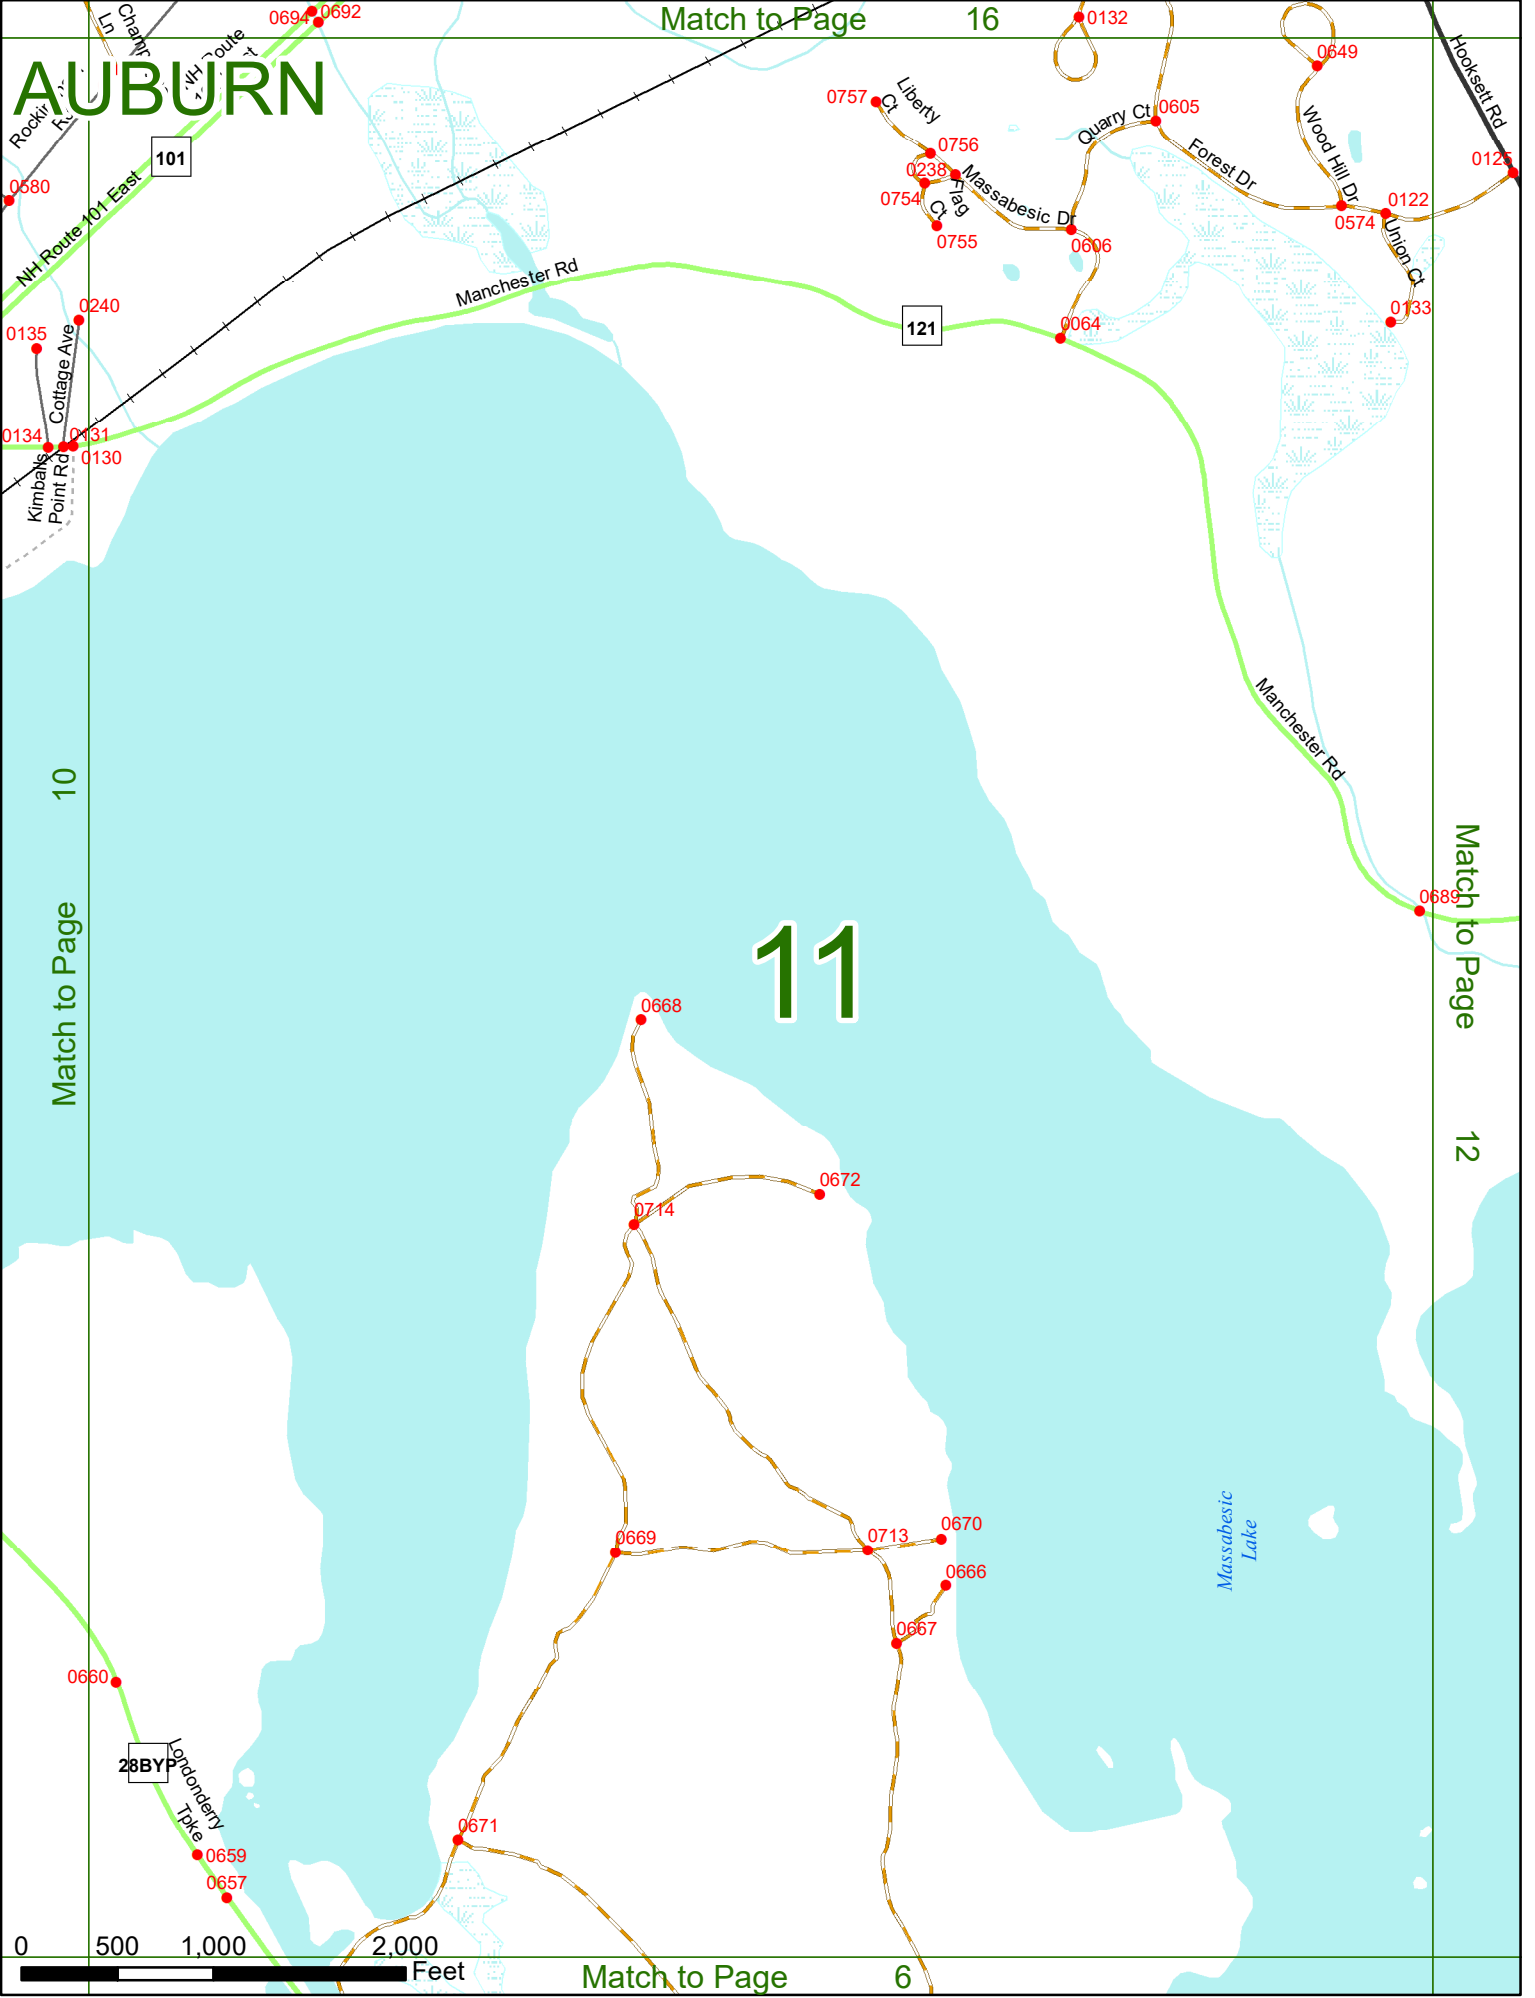 Match to Page 16
AUBURN
Ln
Champ
0694
0692
NH Route
0132
0649
Hooksett Rd
0757
Liberty
Ct
0605
Quarry Ct
Wood Hill Dr
0756
Forest Dr
101
0125
0580
0238
Massabesic Dr
0754
Flag
Ct
0122
0574
0755
0606
Union Ct
NH Route 101 East
Manchester Rd
0240
0133
0135
121
0064
Cottage Ave
0134
0131
0130
Kimballs
Point Rd
Manchester Rd
10
Match to Page
0689
Match to Page
12
11
0668
0672
0714
Massabesic
Lake
0670
0669
0713
0666
0667
0660
28BYP
Londonderry
Tpke
0671
0659
0657
0 500 1,000 2,000
Feet
Match to Page 6